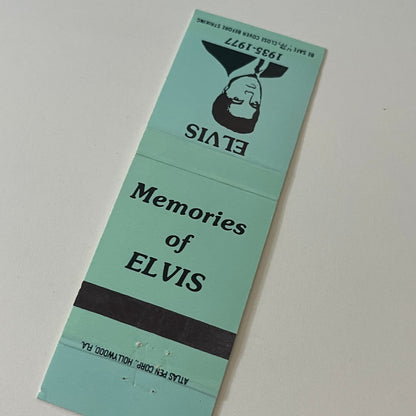 BE SAFE — CLOSE COVER BEFORE STRIKING
1935-1977
ELVIS
Memories
of
ELVIS
ATLAS PEN CORP., HOLLYWOOD, FLA.